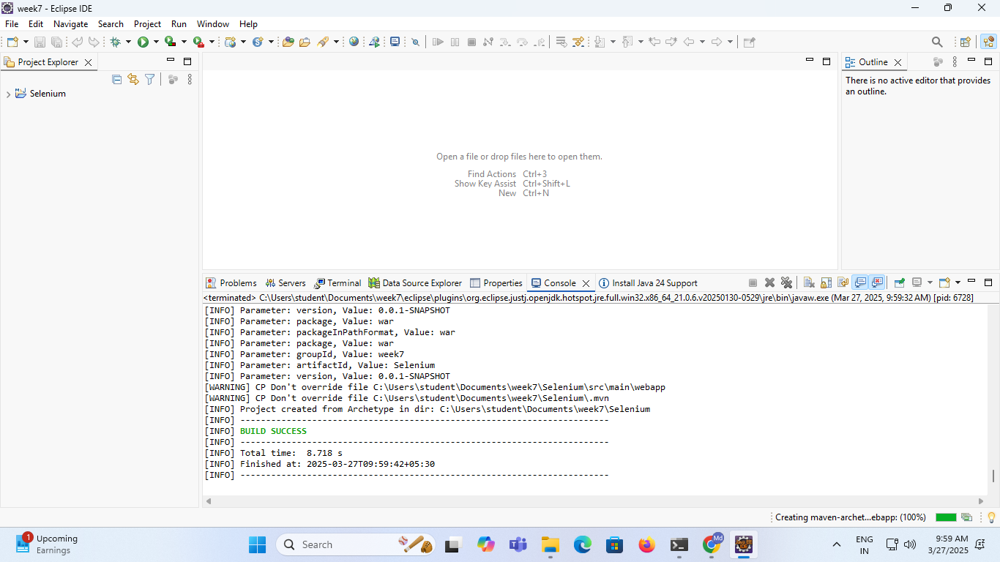 week7 - Eclipse IDE
File Edit Navigate Search Project Run Window Help
Project Explorer
Selenium
Open a file or drop files here to open them.
Find Actions Ctrl+3
Show Key Assist Ctrl+Shift+L
New Ctrl+N
Outline
There is no active editor that provides
an outline.
Problems Servers Terminal Data Source Explorer Properties Console Install Java 24 Support
<terminated> C:\Users\student\Documents\week7\eclipse\plugins\org.eclipse.justj.openjdk.hotspot.jre.full.win32.x86_64_21.0.6.v20250130-0529\jre\bin\javaw.exe (Mar 27, 2025, 9:59:32 AM) [pid: 6728]
[INFO] Parameter: version, Value: 0.0.1-SNAPSHOT
[INFO] Parameter: package, Value: war
[INFO] Parameter: packageInPathFormat, Value: war
[INFO] Parameter: package, Value: war
[INFO] Parameter: groupId, Value: week7
[INFO] Parameter: artifactId, Value: Selenium
[INFO] Parameter: version, Value: 0.0.1-SNAPSHOT
[WARNING] CP Don't override file C:\Users\student\Documents\week7\Selenium\src\main\webapp
[WARNING] CP Don't override file C:\Users\student\Documents\week7\Selenium\.mvn
[INFO] Project created from Archetype in dir: C:\Users\student\Documents\week7\Selenium
[INFO] ------------------------------------------------------------------------
[INFO] BUILD SUCCESS
[INFO] ------------------------------------------------------------------------
[INFO] Total time:  8.718 s
[INFO] Finished at: 2025-03-27T09:59:42+05:30
[INFO] ------------------------------------------------------------------------
Creating maven-archet...ebapp: (100%)
1
Upcoming
Earnings
Search
Md
ENG
IN
9:59 AM
3/27/2025